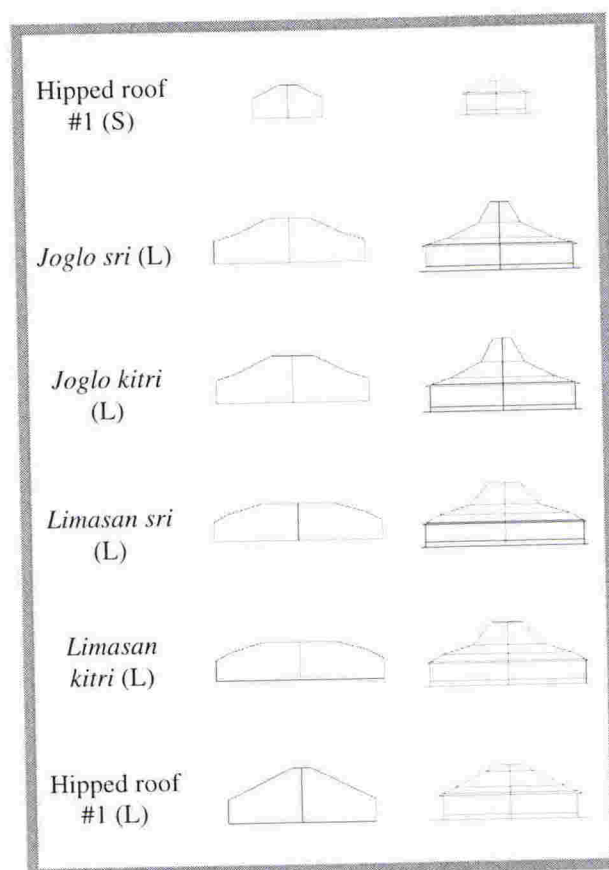 Hipped roof
#1 (S)
Joglo sri (L)
Joglo kitri
(L)
Limasan sri
(L)
Limasan
kitri (L)
Hipped roof
#1 (L)